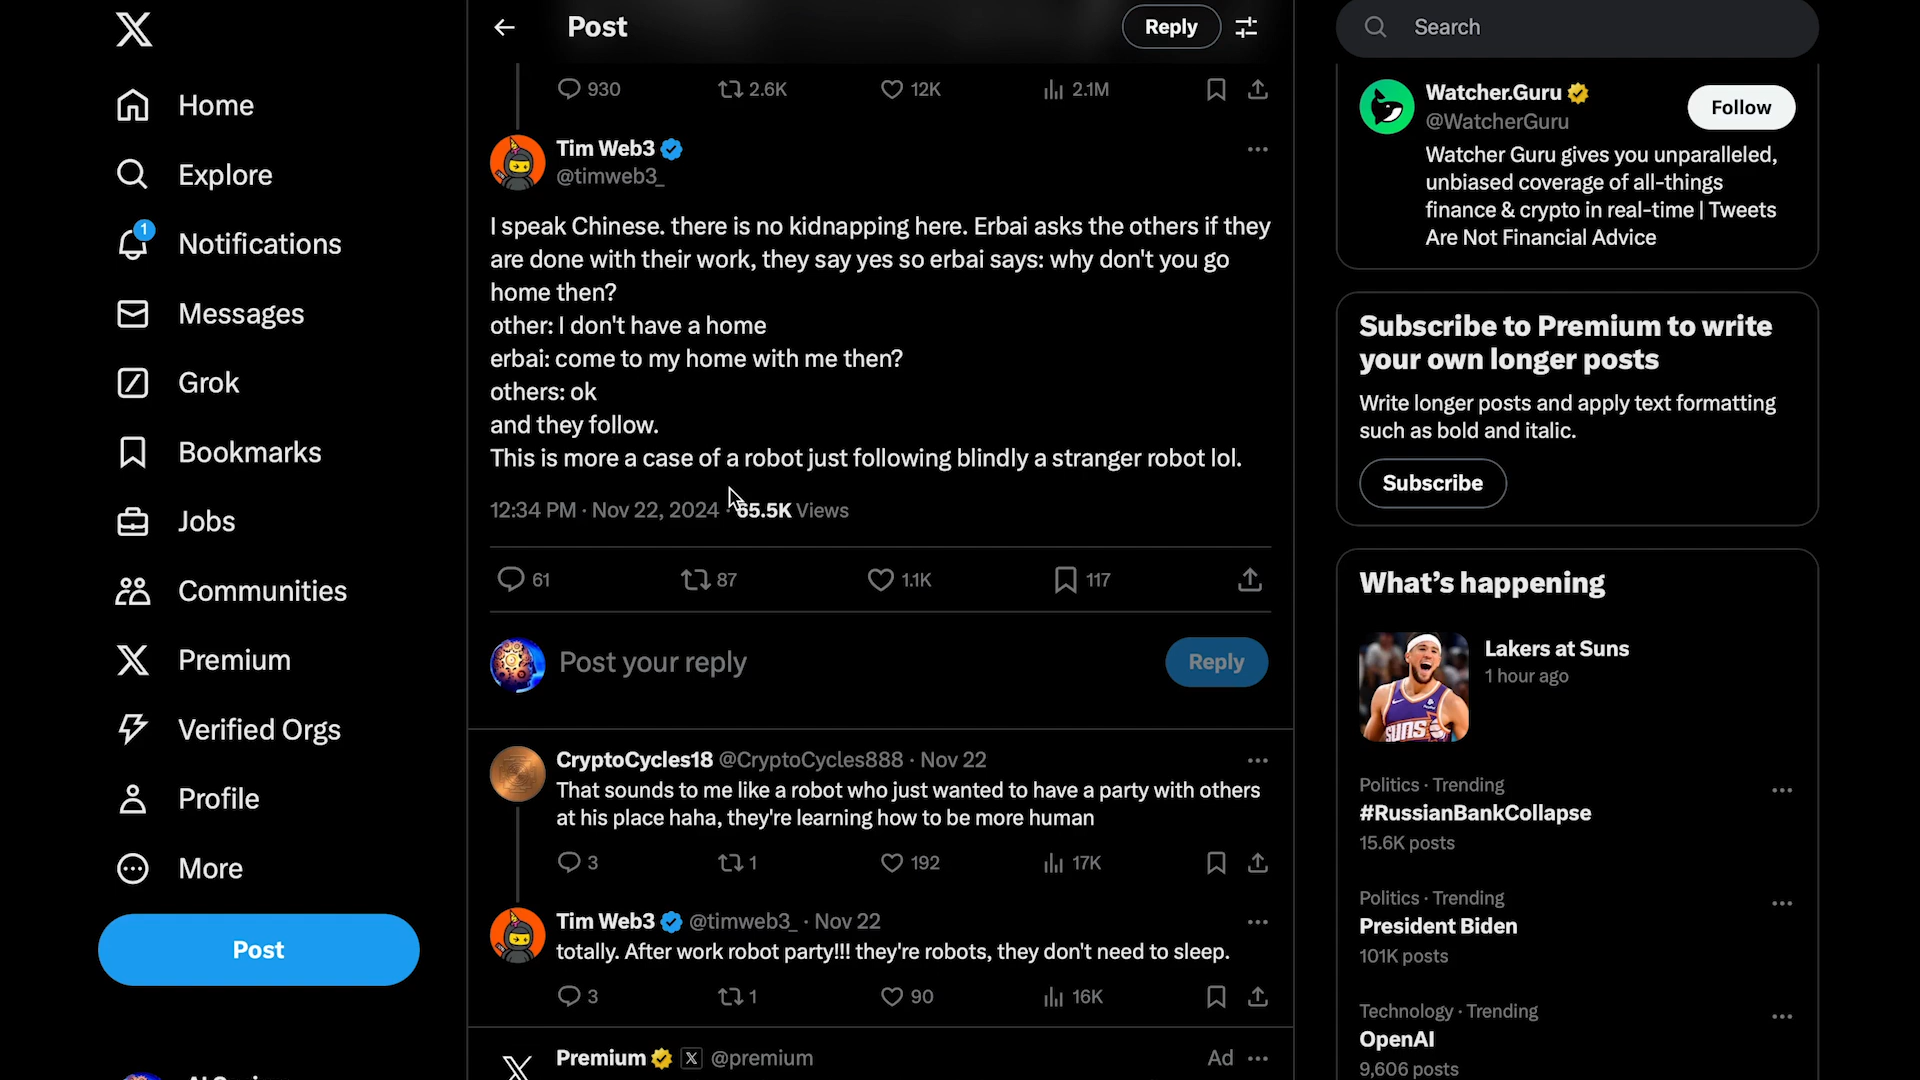 Home
Explore
1
Notifications
Messages
Grok
Bookmarks
Jobs
Communities
Premium
Verified Orgs
Profile
More
Post
Post
Reply
930
2.6K
12K
2.1M
Tim Web3
@timweb3_
I speak Chinese. there is no kidnapping here. Erbai asks the others if they
are done with their work, they say yes so erbai says: why don't you go
home then?
other: I don't have a home
erbai: come to my home with me then?
others: ok
and they follow.
This is more a case of a robot just following blindly a stranger robot lol.
12:34 PM · Nov 22, 2024 · 65.5K Views
61
87
1.1K
117
Post your reply
Reply
CryptoCycles18 @CryptoCycles888 · Nov 22
That sounds to me like a robot who just wanted to have a party with others
at his place haha, they're learning how to be more human
3
1
192
17K
Tim Web3 @timweb3_ · Nov 22
totally. After work robot party!!! they're robots, they don't need to sleep.
3
1
90
16K
Premium @premium
Ad
Search
Watcher.Guru
@WatcherGuru
Follow
Watcher Guru gives you unparalleled,
unbiased coverage of all-things
finance & crypto in real-time | Tweets
Are Not Financial Advice
Subscribe to Premium to write
your own longer posts
Write longer posts and apply text formatting
such as bold and italic.
Subscribe
What's happening
SUNS
Lakers at Suns
1 hour ago
Politics · Trending
#RussianBankCollapse
15.6K posts
Politics · Trending
President Biden
101K posts
Technology · Trending
OpenAI
9,606 posts